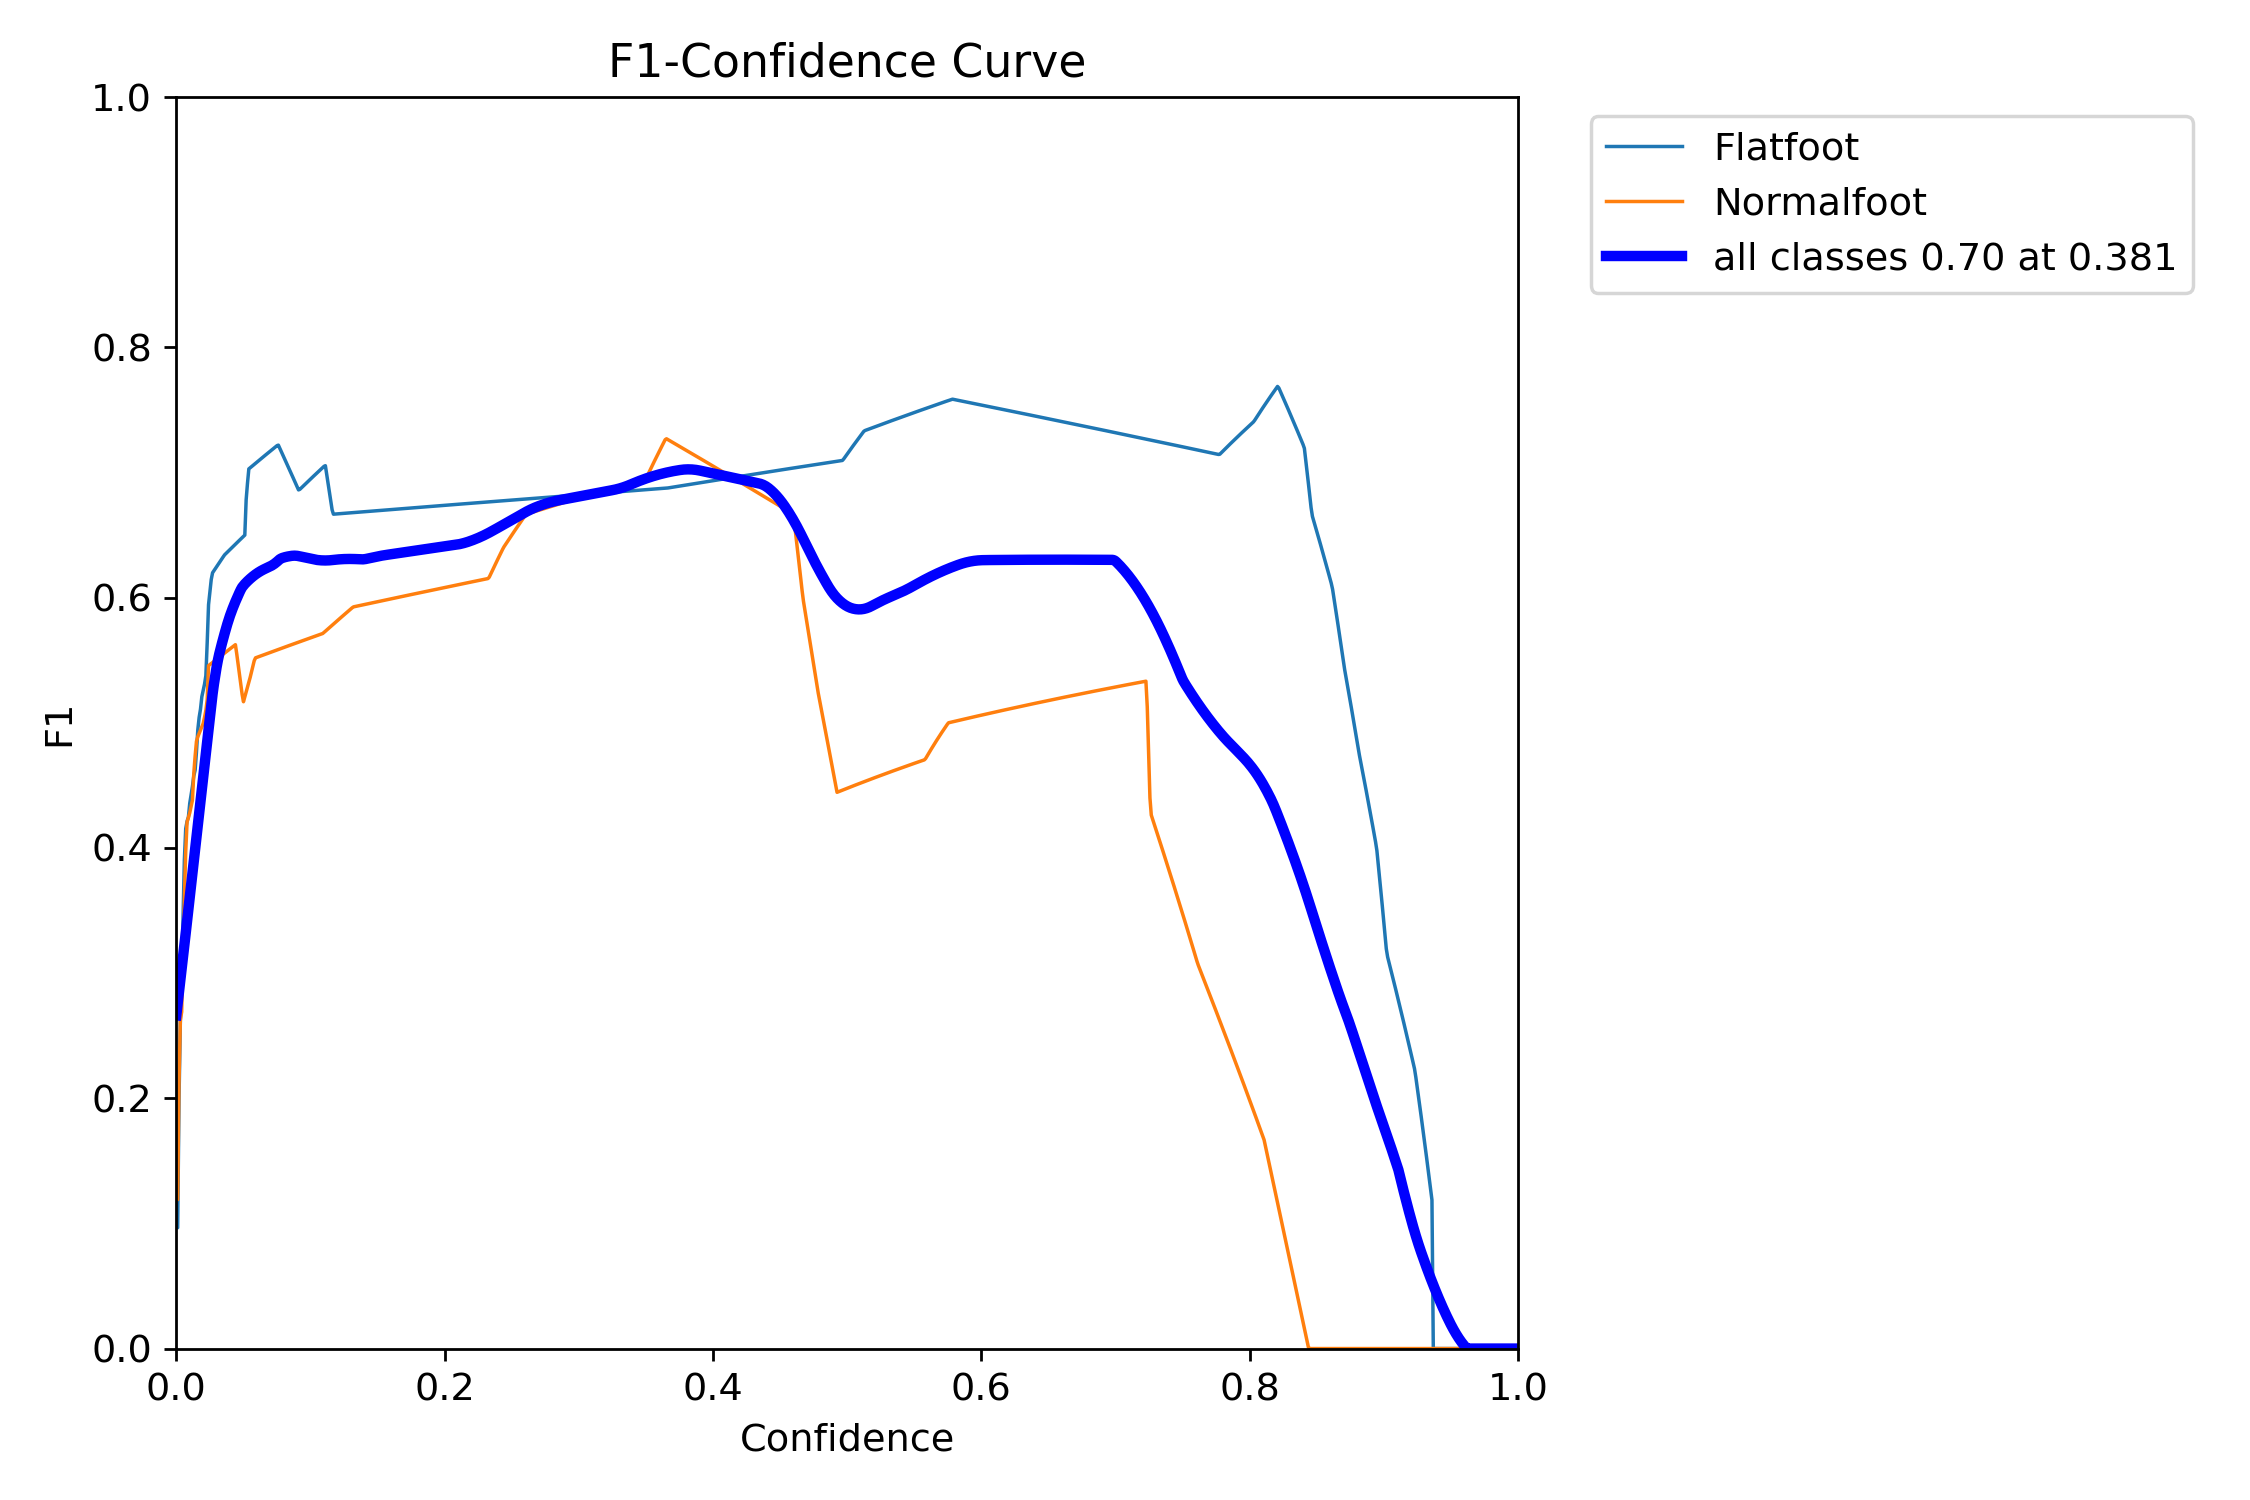 F1-Confidence Curve
1.0
0.8
0.6
0.4
0.2
0.0
F1
0.0 0.2 0.4 0.6 0.8 1.0
Confidence
Flatfoot
Normalfoot
all classes 0.70 at 0.381